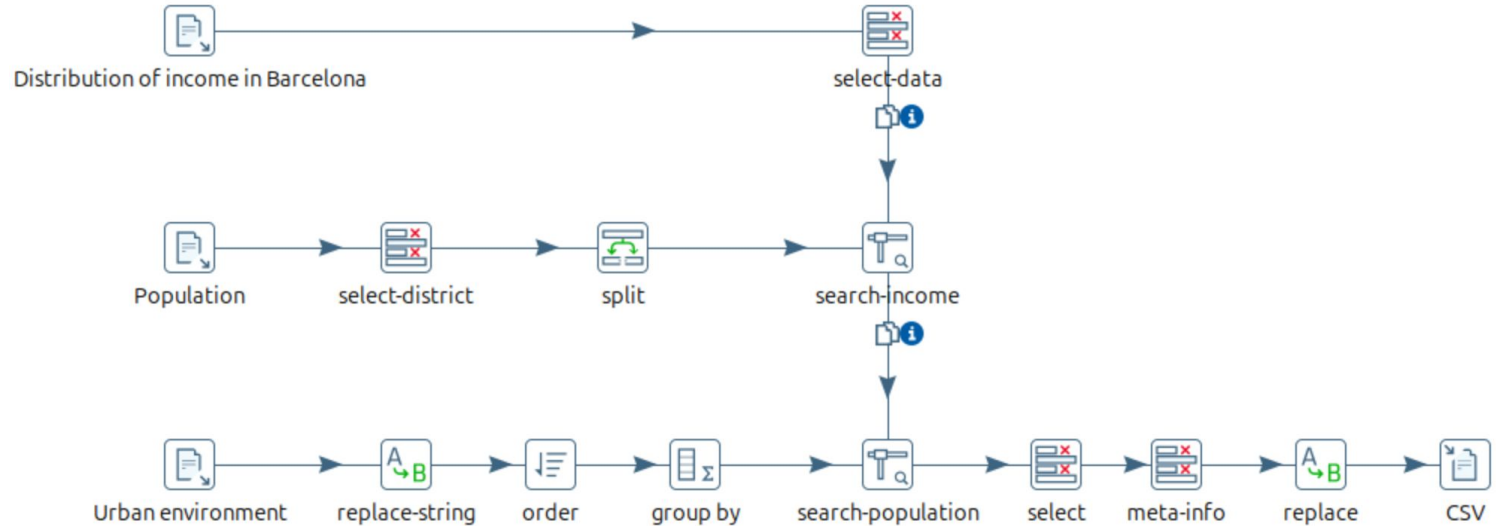 Distribution of income in Barcelona
select-data
Population
select-district
split
search-income
A
B
Σ
A
B
Urban environment
replace-string
order
group by
search-population
select
meta-info
replace
CSV